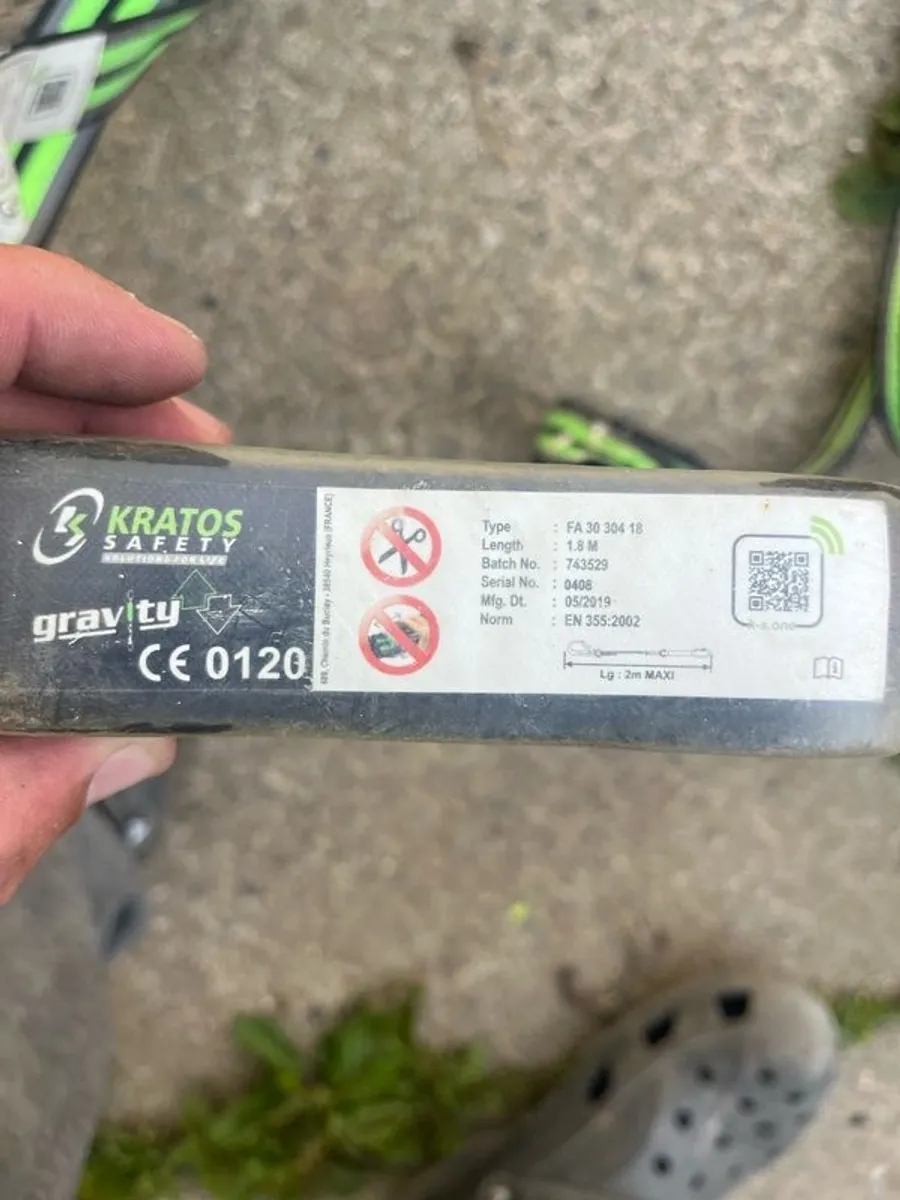 KRATOS
SAFETY
SOLUTIONS FOR LIFE
gravity
CE 0120
Type : FA 30 304 18
Length : 1.8 M
Batch No. : 743529
Serial No. : 0408
Mfg. Dt. : 05/2019
Norm : EN 355:2002
Lg : 2m MAXI
k-s.one